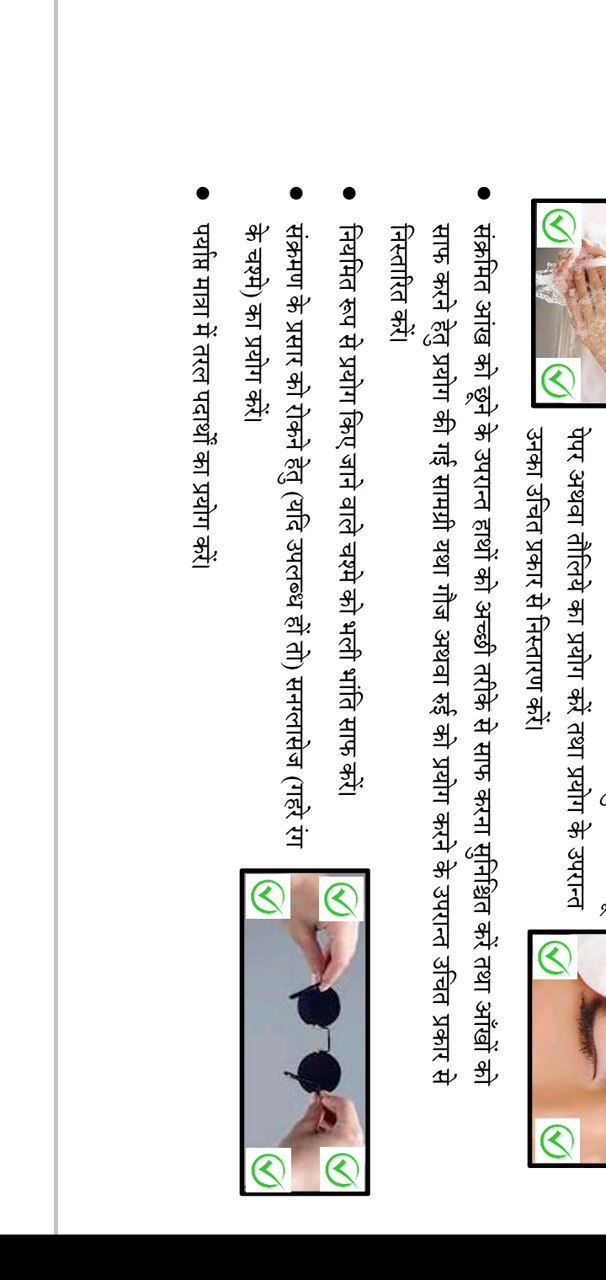 पेपर अथवा तौलिये का प्रयोग करें तथा प्रयोग के उपरान्त
उनका उचित प्रकार से निस्तारण करें।
● संक्रमित आंख को छूने के उपरान्त हाथों को अच्छी तरीके से साफ करना सुनिश्चित करें तथा आँखों को
साफ करने हेतु प्रयोग की गई सामग्री यथा गौज अथवा रुई को प्रयोग करने के उपरान्त उचित प्रकार से
निस्तारित करें।
● नियमित रूप से प्रयोग किए जाने वाले चश्मे को भली भांति साफ करें।
● संक्रमण के प्रसार को रोकने हेतु (यदि उपलब्ध हों तो) सनग्लासेज (गहरे रंग
के चश्मे) का प्रयोग करें।
● पर्याप्त मात्रा में तरल पदार्थों का प्रयोग करें।